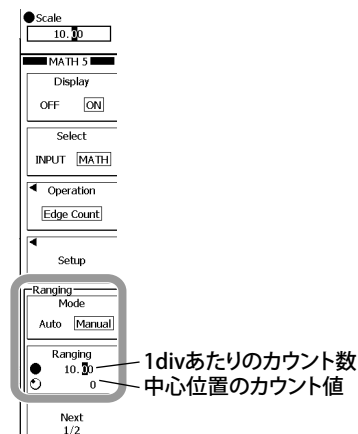 Scale
10.00
MATH 5
Display
OFF ON
Select
INPUT MATH
Operation
Edge Count
Setup
Ranging
Mode
Auto Manual
Ranging
10.00 1divあたりのカウント数
0 中心位置のカウント値
Next
1/2